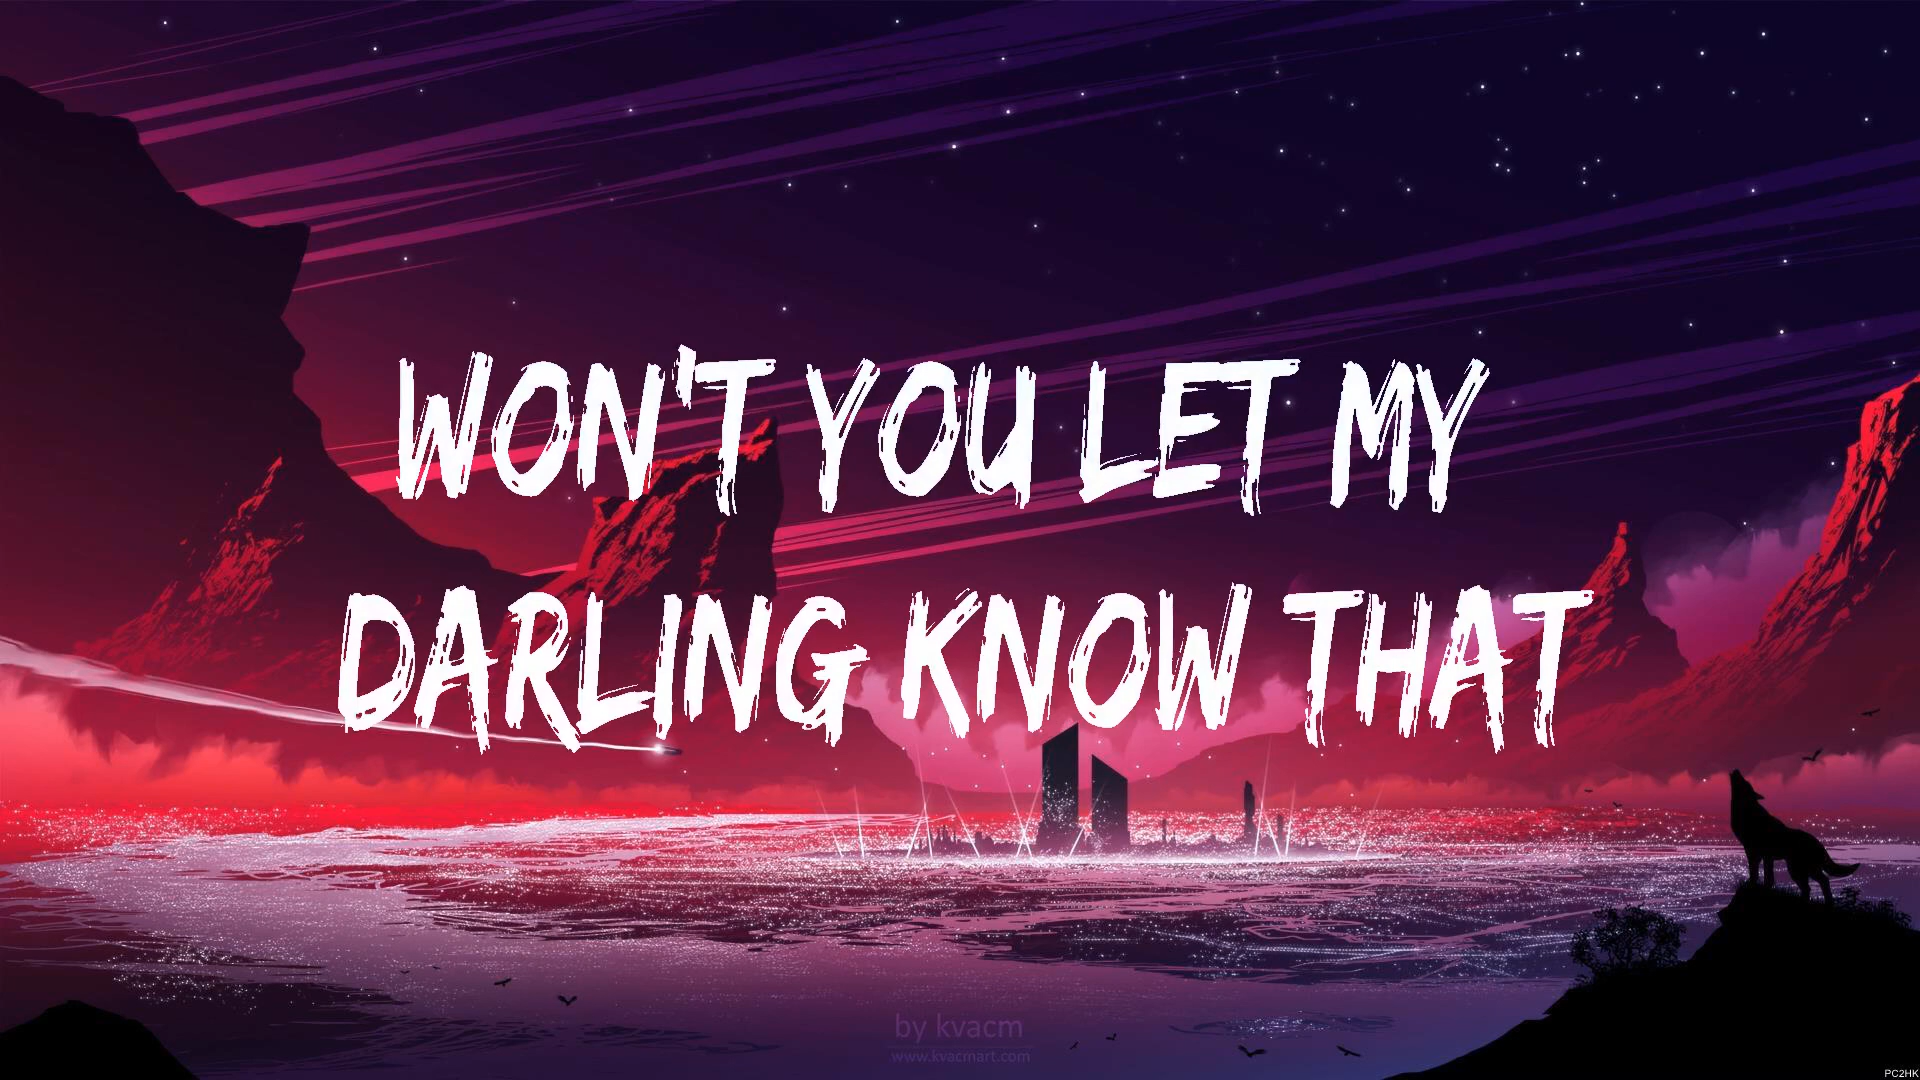 WON'T YOU LET MY
DARLING KNOW THAT
by kvacm
www.kvacmart.com
PC2HK